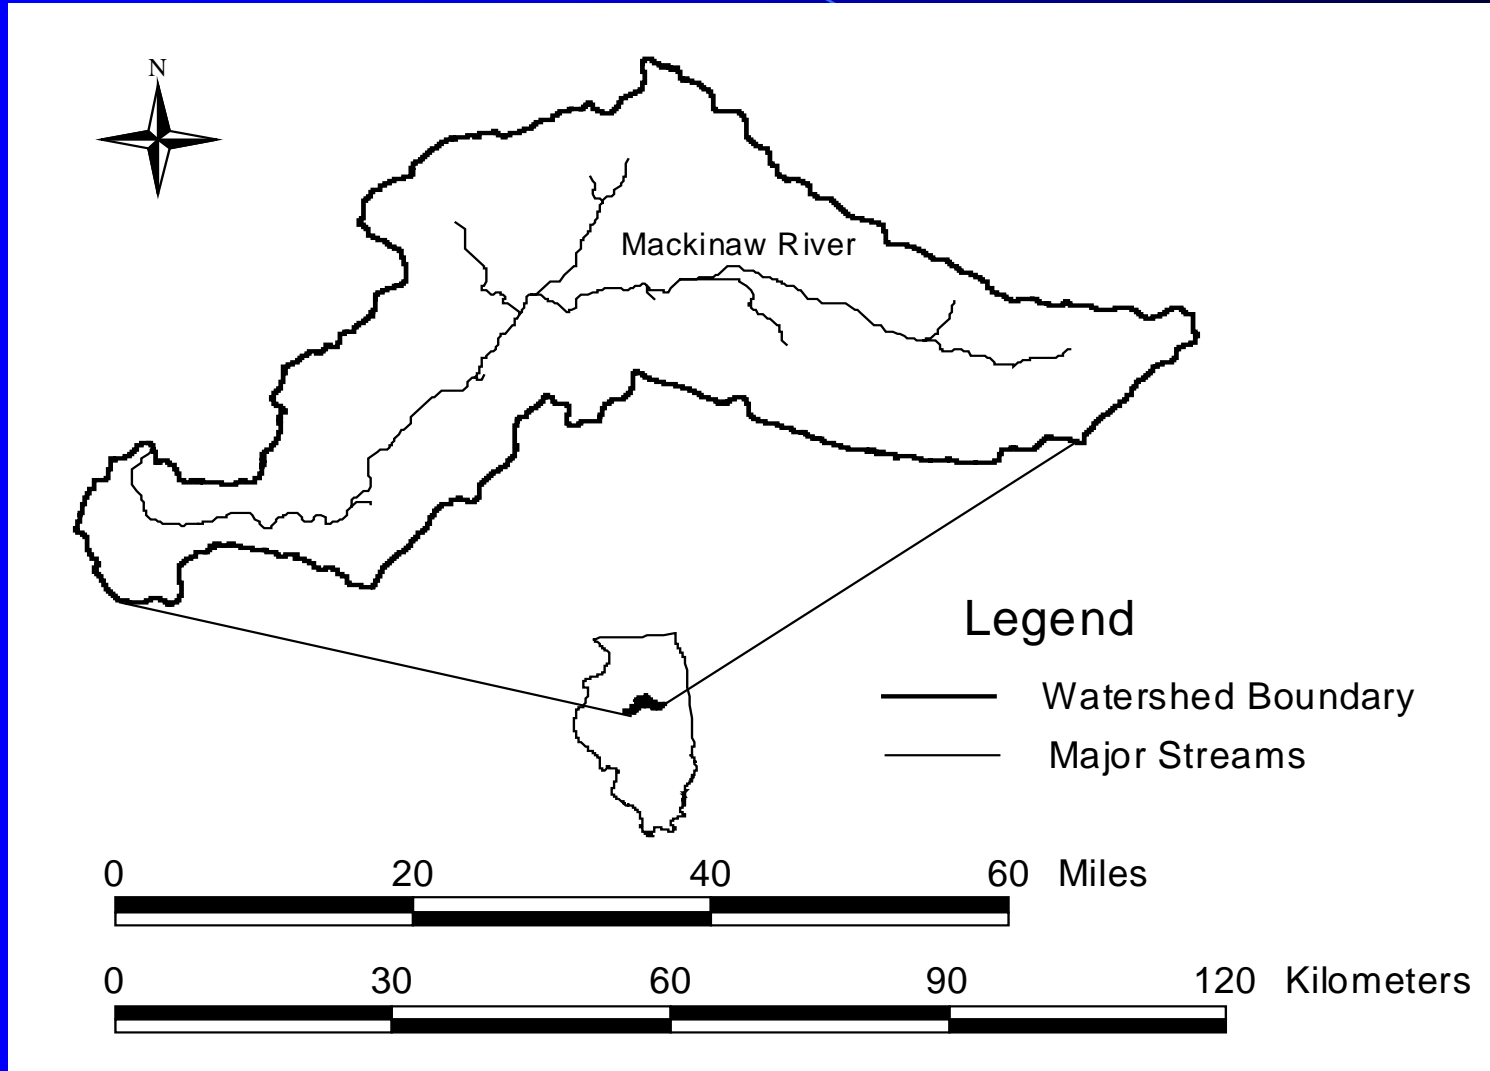 N
Mackinaw River
Legend
Watershed Boundary
Major Streams
0 20 40 60 Miles
0 30 60 90 120 Kilometers